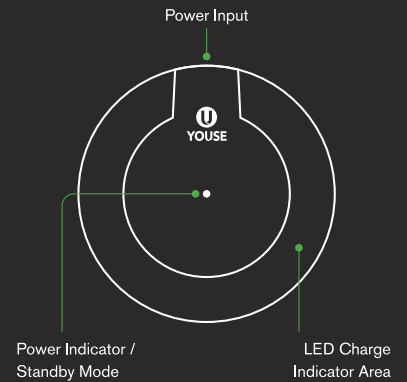 Power Input
U
YOUSE
Power Indicator /
Standby Mode
LED Charge
Indicator Area